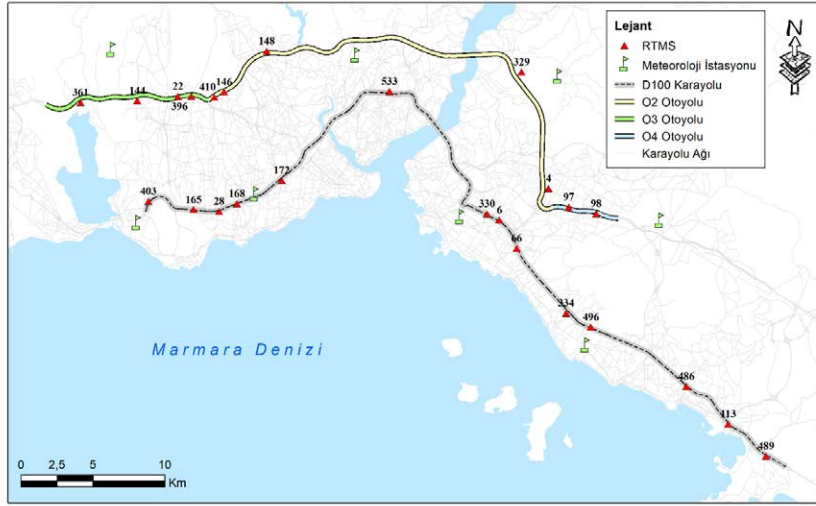 Lejant
RTMS
Meteoroloji İstasyonu
D100 Karayolu
O2 Otoyolu
O3 Otoyolu
O4 Otoyolu
Karayolu Ağı
N
148
329
361
144
22
396
410
146
533
403
165
28
168
172
4
97
98
330
6
66
234
496
486
113
489
Marmara Denizi
0 2,5 5 10
Km